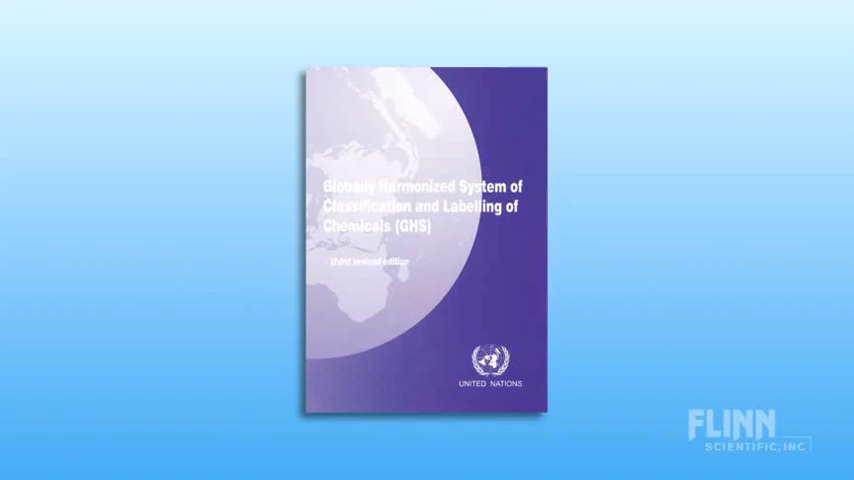 Globally Harmonized System of
Classification and Labelling of
Chemicals (GHS)
Third revised edition
UNITED NATIONS
FLINN
SCIENTIFIC, INC